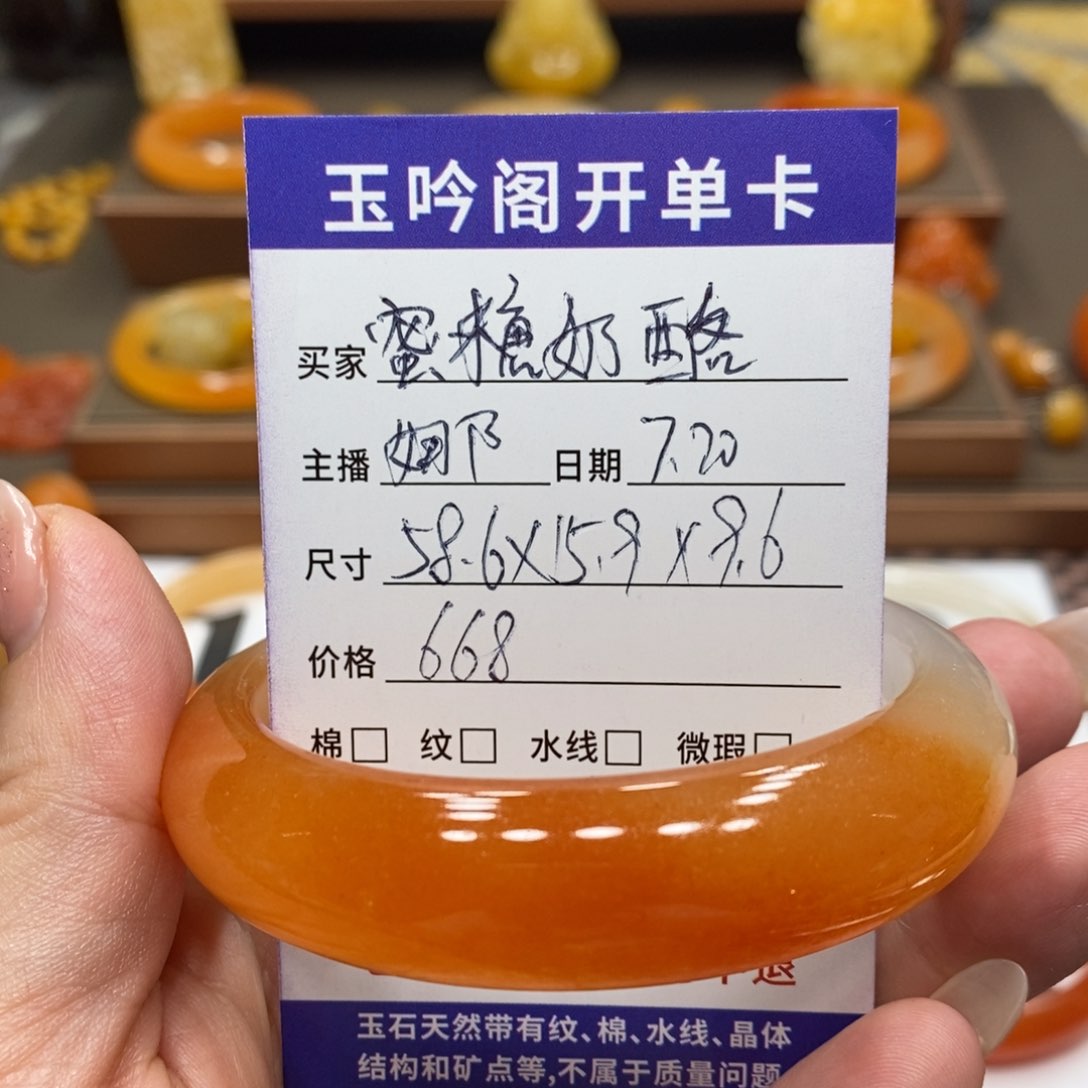 玉吟阁开单卡
买家 蜜糖奶酪
主播 娜 日期 7.20
尺寸 58.6x15.9x9.6
价格 668
棉□ 纹□ 水线□ 微瑕□
退
玉石天然带有纹、棉、水线、晶体
结构和矿点等,不属于质量问题